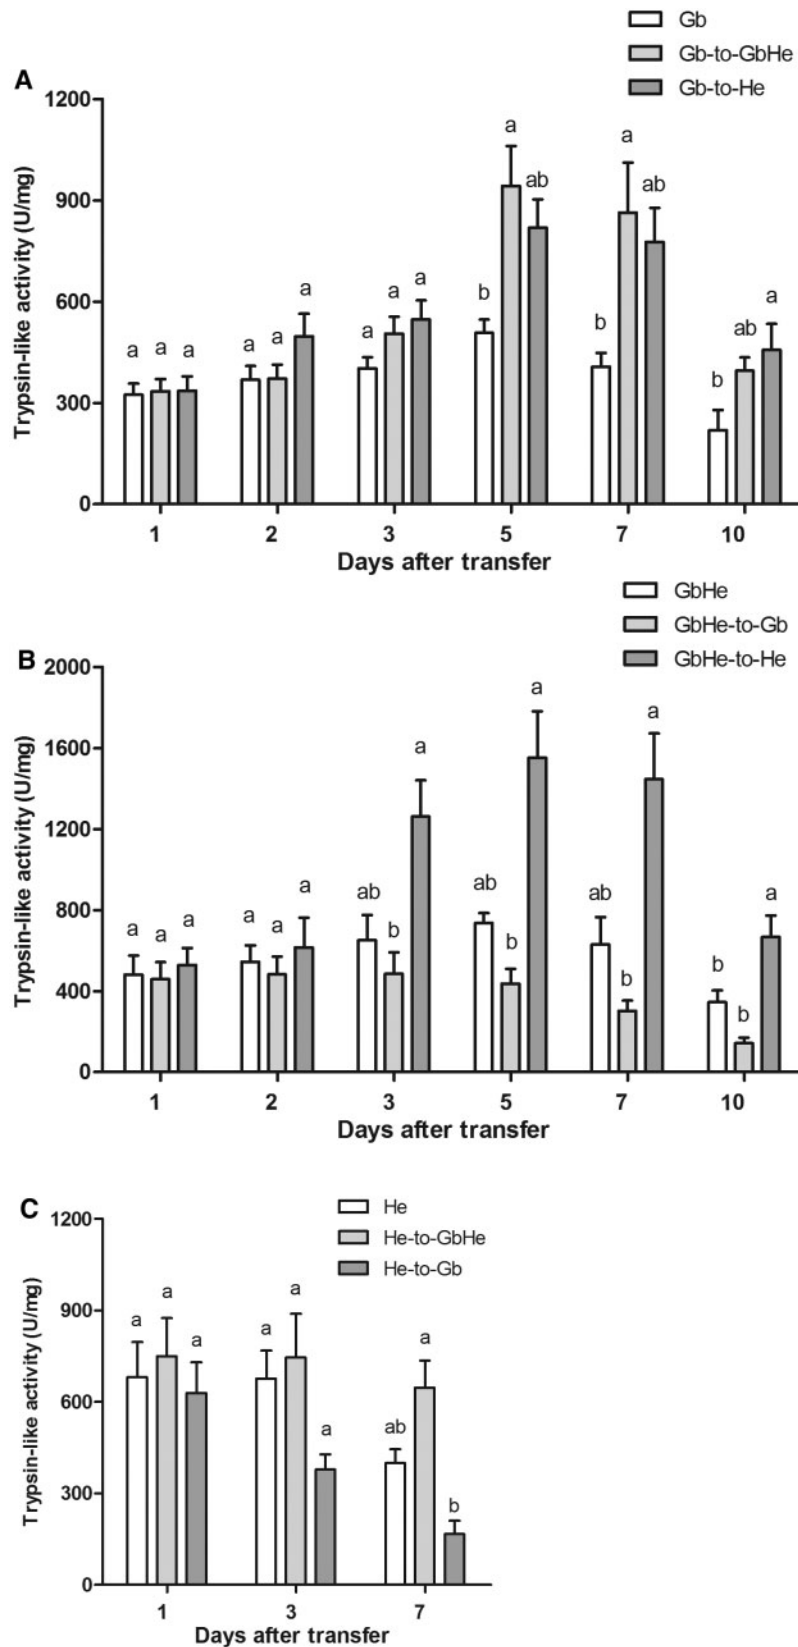 Gb
Gb-to-GbHe
Gb-to-He
A
Trypsin-like activity (U/mg)
1200
900
600
300
0
a a a
a a a
a a a
b a ab
b a ab
b ab a
1 2 3 5 7 10
Days after transfer
GbHe
GbHe-to-Gb
GbHe-to-He
B
Trypsin-like activity (U/mg)
2000
1600
1200
800
400
0
a a a
a a a
ab b a
ab b a
ab b a
b b a
1 2 3 5 7 10
Days after transfer
He
He-to-GbHe
He-to-Gb
C
Trypsin-like activity (U/mg)
1200
900
600
300
0
a a a
a a a
ab a b
1 3 7
Days after transfer